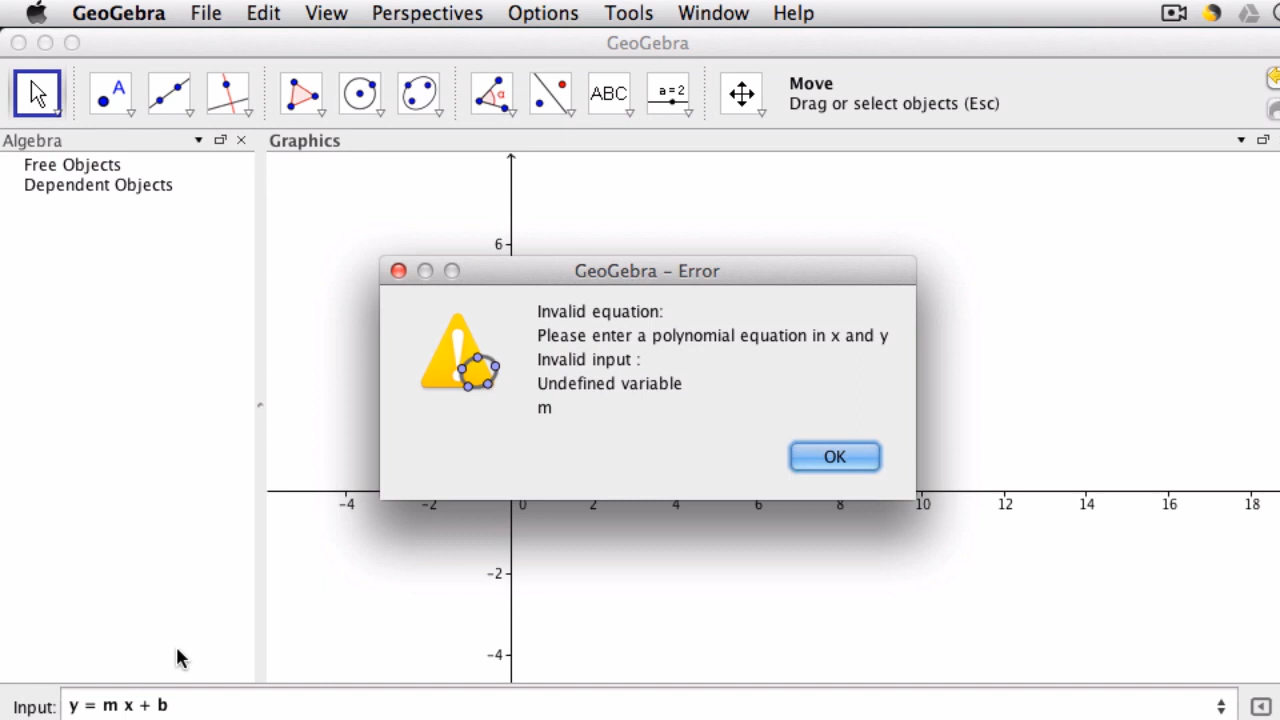 GeoGebra File Edit View Perspectives Options Tools Window Help
GeoGebra
A
α
ABC
a = 2
Move
Drag or select objects (Esc)
Algebra
Graphics
Free Objects
Dependent Objects
6
GeoGebra – Error
Invalid equation:
Please enter a polynomial equation in x and y
Invalid input :
Undefined variable
m
OK
-4 -2 0 2 4 6 8 10 12 14 16 18
-2
-4
Input: y = m x + b